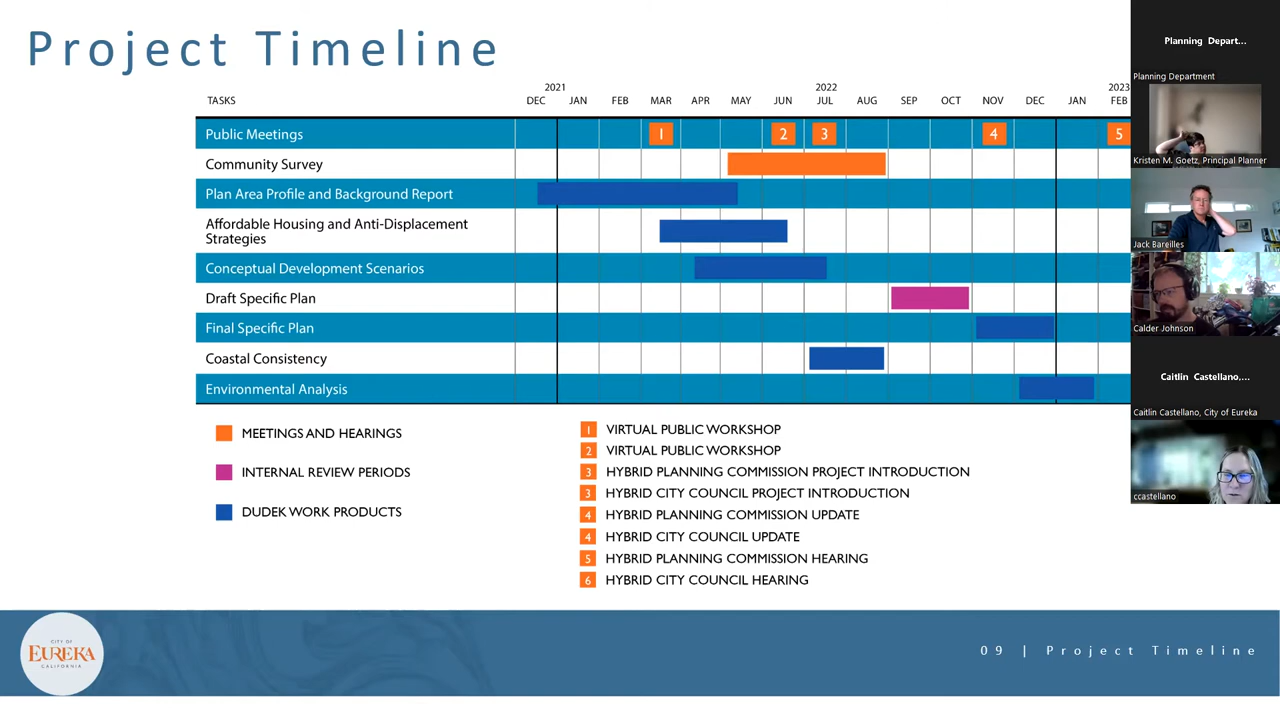 Project Timeline
2021 2022 2023
TASKS DEC JAN FEB MAR APR MAY JUN JUL AUG SEP OCT NOV DEC JAN FEB
Public Meetings 1 2 3 4 5
Community Survey
Plan Area Profile and Background Report
Affordable Housing and Anti-Displacement
Strategies
Conceptual Development Scenarios
Draft Specific Plan
Final Specific Plan
Coastal Consistency
Environmental Analysis
MEETINGS AND HEARINGS
INTERNAL REVIEW PERIODS
DUDEK WORK PRODUCTS
1 VIRTUAL PUBLIC WORKSHOP
2 VIRTUAL PUBLIC WORKSHOP
3 HYBRID PLANNING COMMISSION PROJECT INTRODUCTION
3 HYBRID CITY COUNCIL PROJECT INTRODUCTION
4 HYBRID PLANNING COMMISSION UPDATE
4 HYBRID CITY COUNCIL UPDATE
5 HYBRID PLANNING COMMISSION HEARING
6 HYBRID CITY COUNCIL HEARING
CITY OF
EUREKA
CALIFORNIA
09 | Project Timeline
Planning Depart...
Planning Department
Kristen M. Goetz, Principal Planner
Jack Bareilles
Calder Johnson
Caitlin Castellano,...
Caitlin Castellano, City of Eureka
ccastellano